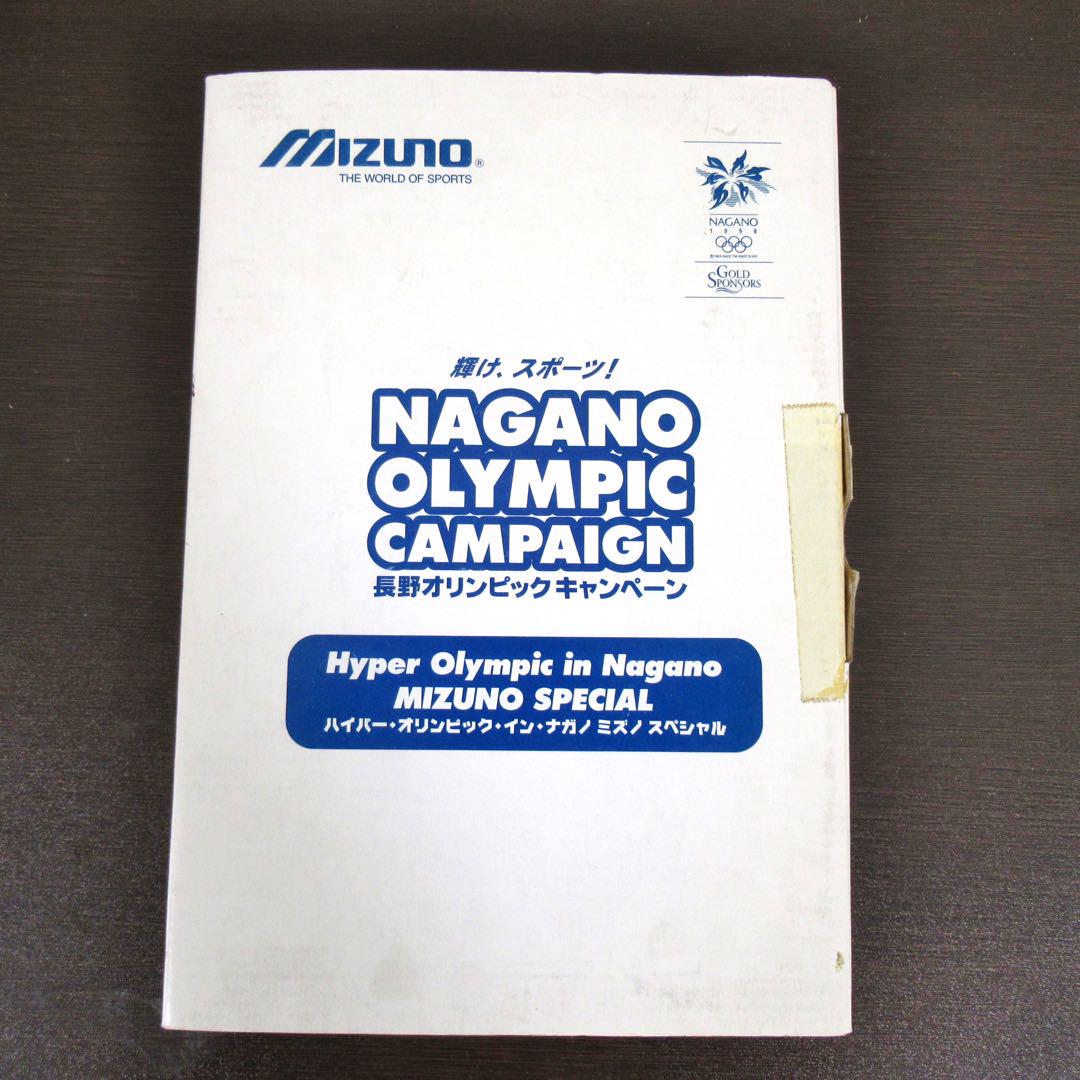 MIZUNO®
THE WORLD OF SPORTS
NAGANO
1998
GOLD
SPONSORS
輝け、スポーツ!
NAGANO
OLYMPIC
CAMPAIGN
長野オリンピックキャンペーン
Hyper Olympic in Nagano
MIZUNO SPECIAL
ハイパー・オリンピック・イン・ナガノ ミズノ スペシャル